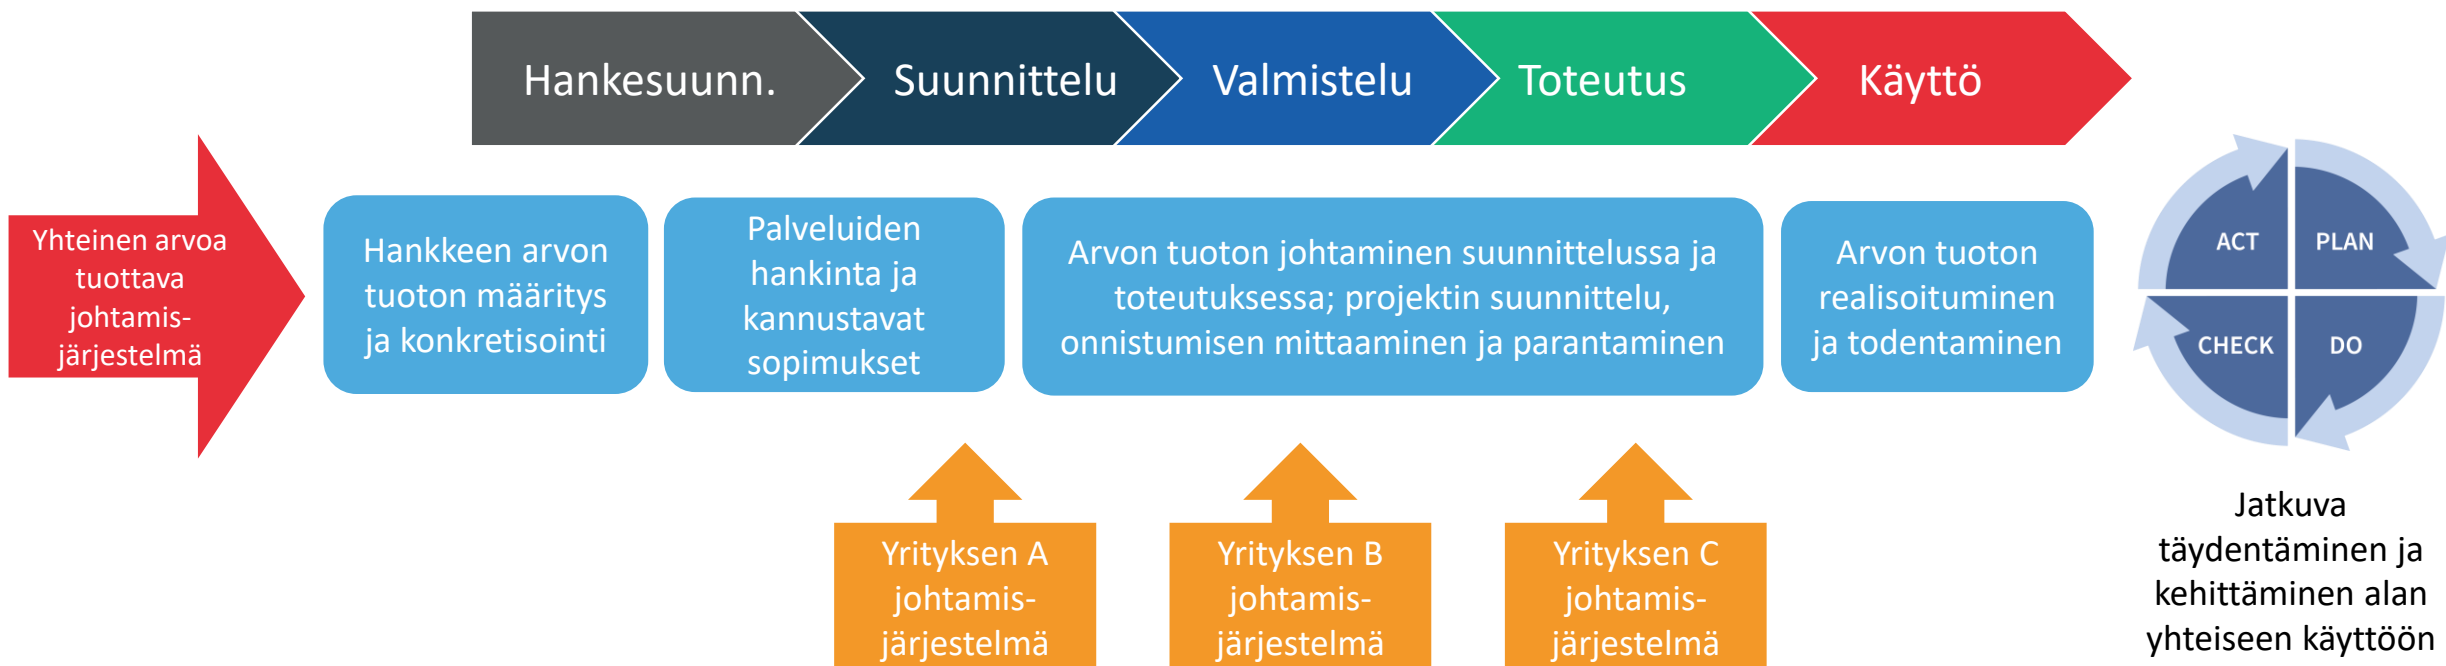 Hankesuunn.
Suunnittelu
Valmistelu
Toteutus
Käyttö
Yhteinen arvoa
tuottava
johtamis-
järjestelmä
Hankkeen arvon
tuoton määritys
ja konkretisointi
Palveluiden
hankinta ja
kannustavat
sopimukset
Arvon tuoton johtaminen suunnittelussa ja
toteutuksessa; projektin suunnittelu,
onnistumisen mittaaminen ja parantaminen
Arvon tuoton
realisoituminen
ja todentaminen
ACT
PLAN
CHECK
DO
Yrityksen A
johtamis-
järjestelmä
Yrityksen B
johtamis-
järjestelmä
Yrityksen C
johtamis-
järjestelmä
Jatkuva
täydentäminen ja
kehittäminen alan
yhteiseen käyttöön